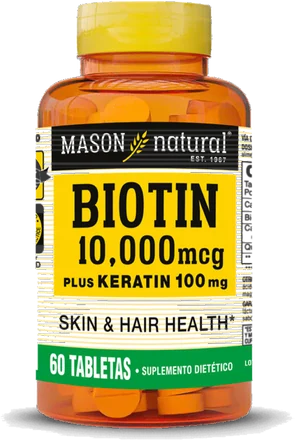 MASON natural®
EST. 1967
BIOTIN
10,000mcg
PLUS KERATIN 100mg
SKIN & HAIR HEALTH*
60 TABLETAS • SUPLEMENTO DIETÉTICO